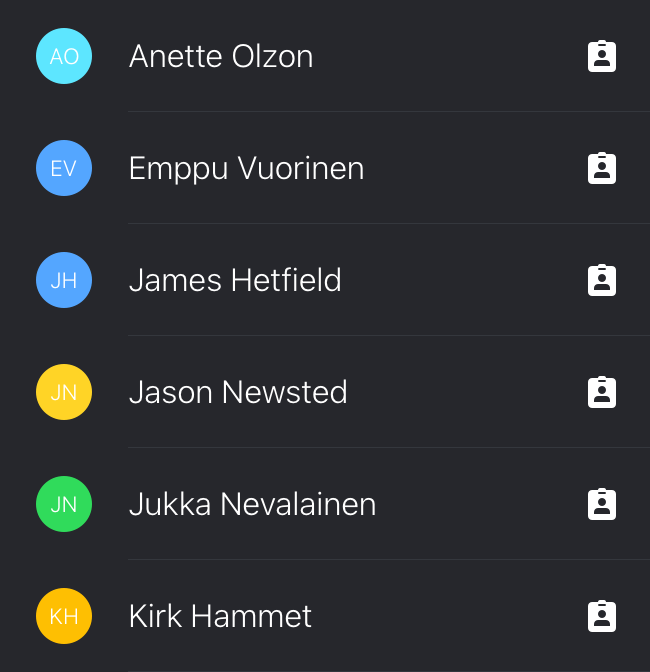 AO Anette Olzon
EV Emppu Vuorinen
JH James Hetfield
JN Jason Newsted
JN Jukka Nevalainen
KH Kirk Hammet